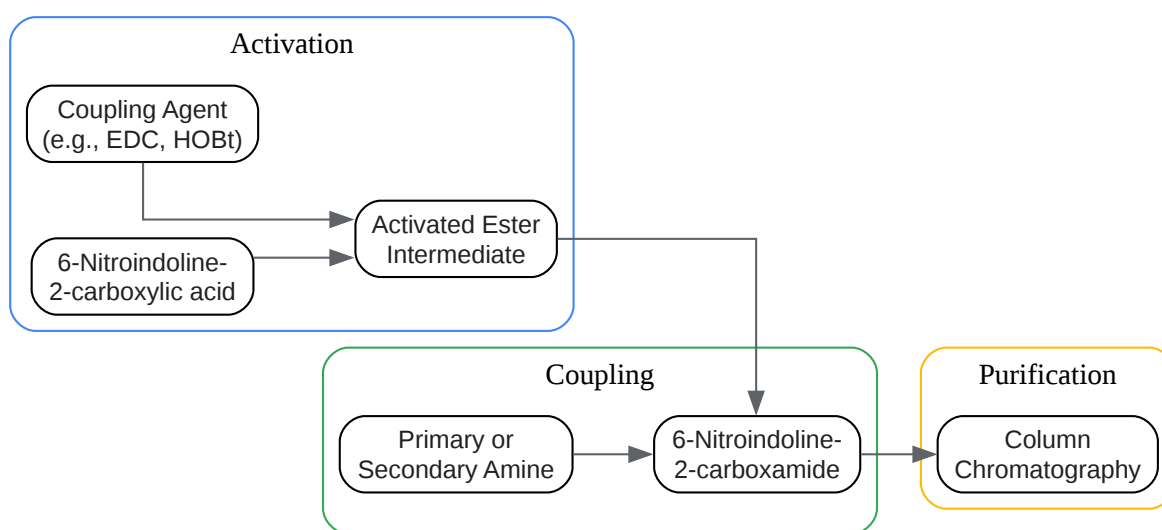 Activation
Coupling Agent
(e.g., EDC, HOBt)
Activated Ester
Intermediate
6-Nitroindoline-
2-carboxylic acid
Coupling
Primary or
Secondary Amine
6-Nitroindoline-
2-carboxamide
Purification
Column
Chromatography